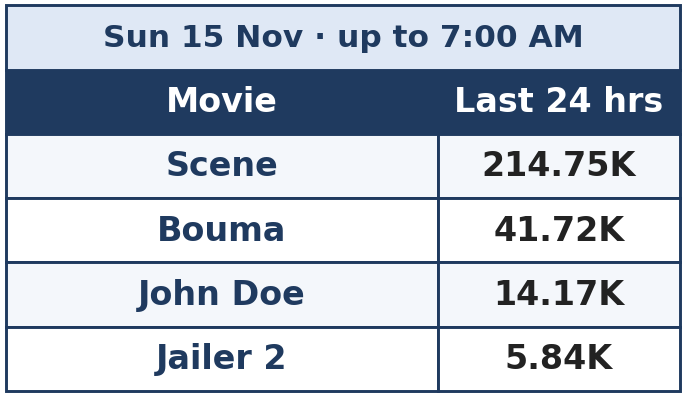 Sun 15 Nov · up to 7:00 AM
Movie Last 24 hrs
Scene 214.75K
Bouma 41.72K
John Doe 14.17K
Jailer 2 5.84K